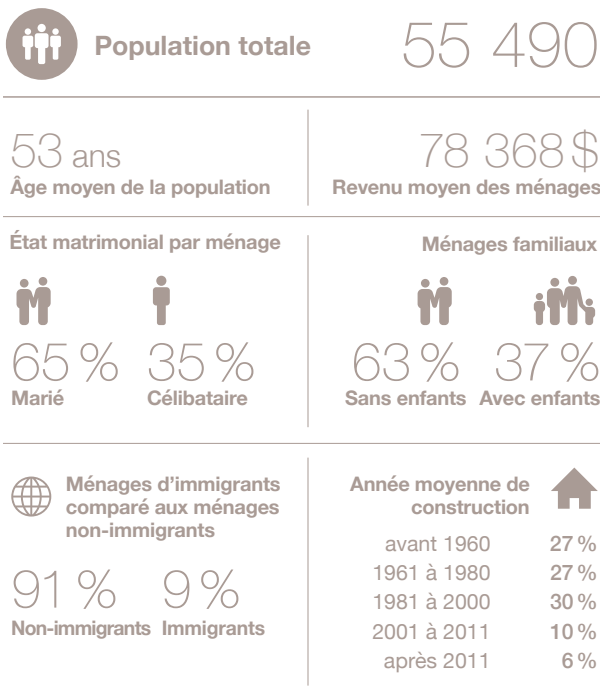 Population totale
55 490
53 ans
Âge moyen de la population
78 368 $
Revenu moyen des ménages
État matrimonial par ménage
65 % 35 %
Marié Célibataire
Ménages familiaux
63 % 37 %
Sans enfants Avec enfants
Ménages d’immigrants
comparé aux ménages
non-immigrants
91 % 9 %
Non-immigrants Immigrants
Année moyenne de
construction
avant 1960 27 %
1961 à 1980 27 %
1981 à 2000 30 %
2001 à 2011 10 %
après 2011 6 %